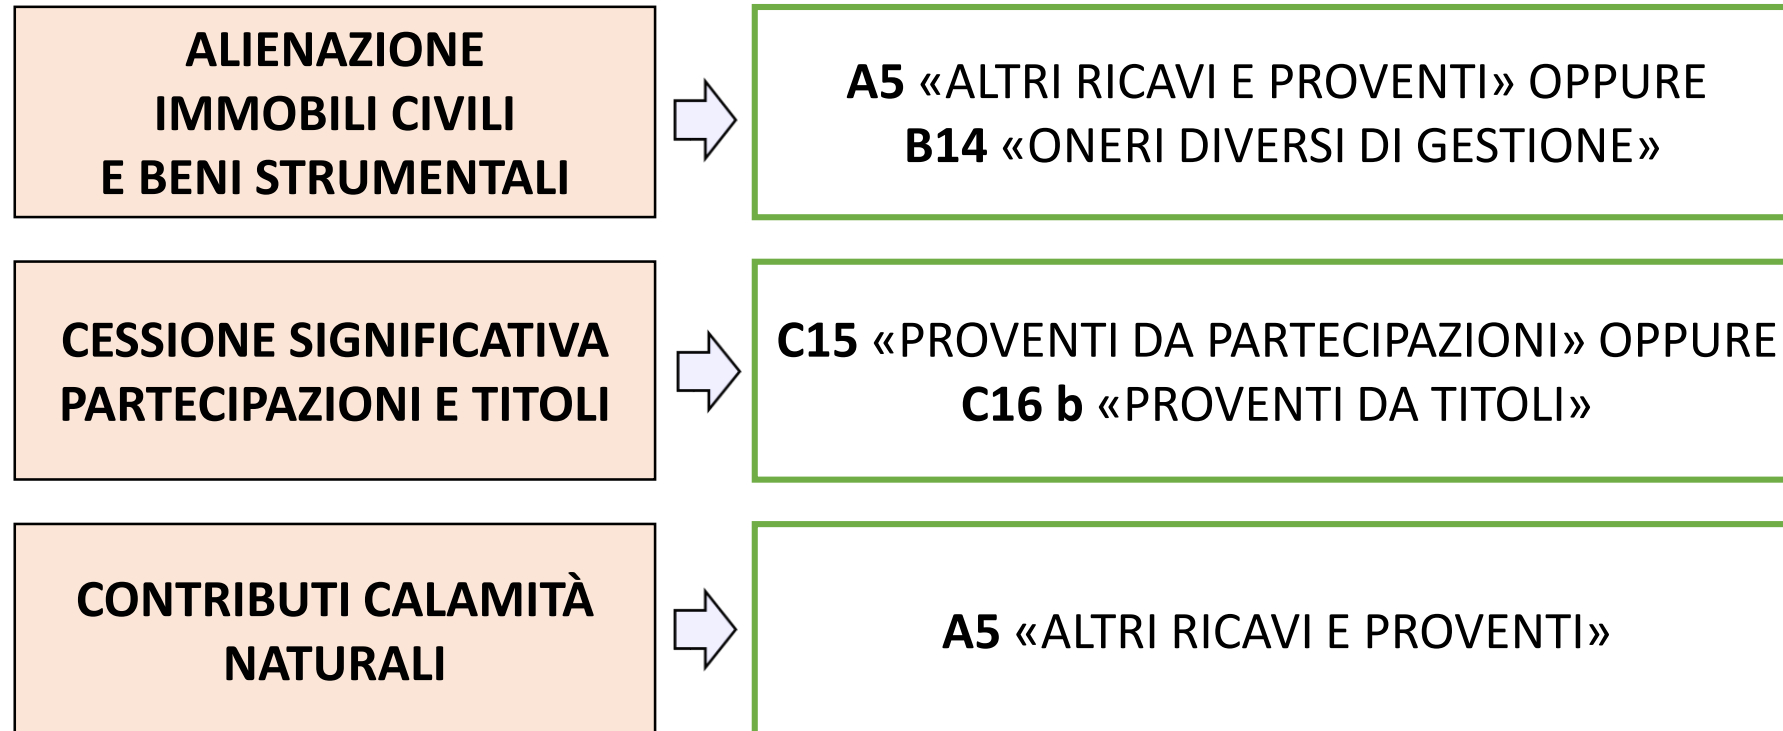 ALIENAZIONE
IMMOBILI CIVILI
E BENI STRUMENTALI
A5 «ALTRI RICAVI E PROVENTI» OPPURE
B14 «ONERI DIVERSI DI GESTIONE»
CESSIONE SIGNIFICATIVA
PARTECIPAZIONI E TITOLI
C15 «PROVENTI DA PARTECIPAZIONI» OPPURE
C16 b «PROVENTI DA TITOLI»
CONTRIBUTI CALAMITÀ
NATURALI
A5 «ALTRI RICAVI E PROVENTI»